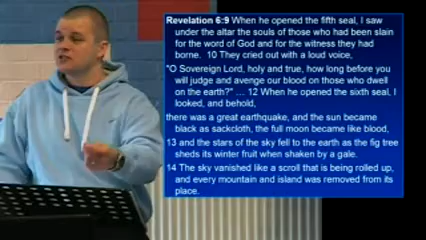 Revelation 6:9 When he opened the fifth seal, I saw
under the altar the souls of those who had been slain
for the word of God and for the witness they had
borne. 10 They cried out with a loud voice,
"O Sovereign Lord, holy and true, how long before you
will judge and avenge our blood on those who dwell
on the earth?" ... 12 When he opened the sixth seal, I
looked, and behold,
there was a great earthquake, and the sun became
black as sackcloth, the full moon became like blood,
13 and the stars of the sky fell to the earth as the fig tree
sheds its winter fruit when shaken by a gale.
14 The sky vanished like a scroll that is being rolled up,
and every mountain and island was removed from its
place.